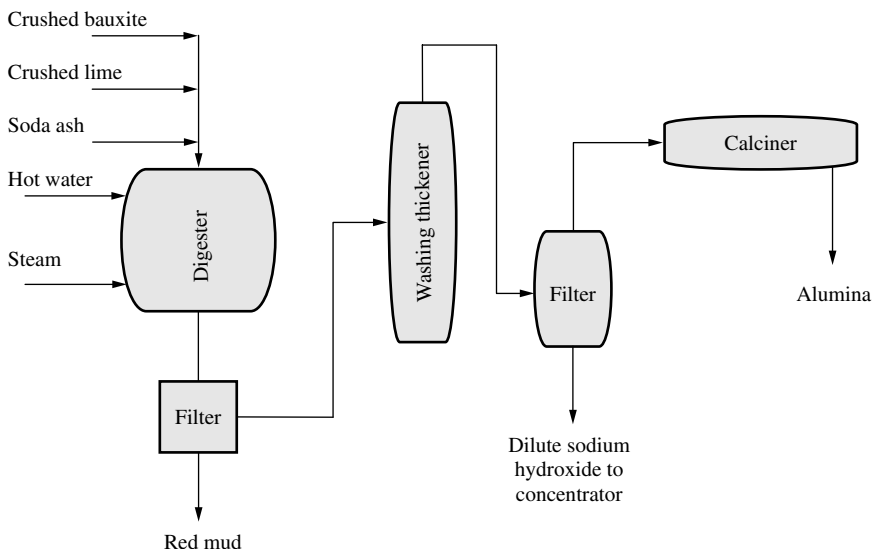 Crushed bauxite
Crushed lime
Soda ash
Hot water
Steam
Digester
Filter
Red mud
Washing thickener
Filter
Dilute sodium
hydroxide to
concentrator
Calciner
Alumina